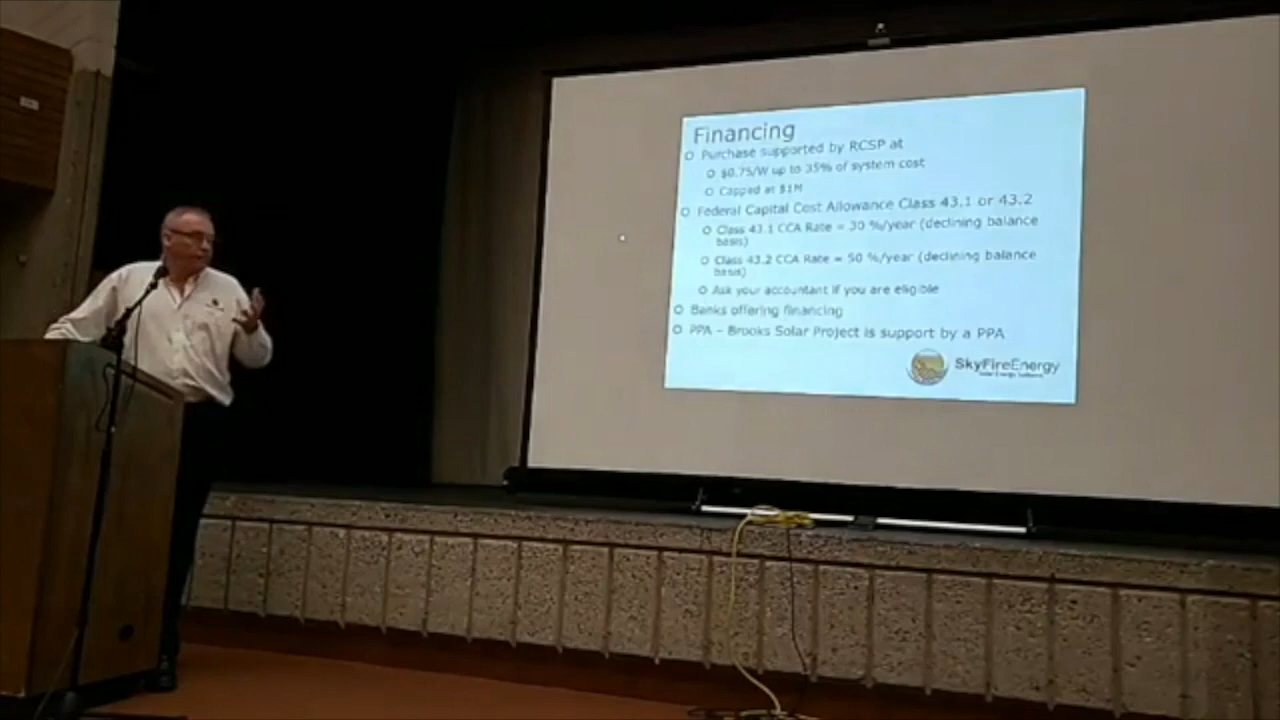 Financing
Purchase supported by RCSP at
$0.75/W up to 35% of system cost
Capped at $1M
Federal Capital Cost Allowance Class 43.1 or 43.2
Class 43.1 CCA Rate = 30 %/year (declining balance
basis)
Class 43.2 CCA Rate = 50 %/year (declining balance
basis)
Ask your accountant if you are eligible
Banks offering financing
PPA – Brooks Solar Project is support by a PPA
SkyFireEnergy
Solar Energy Systems